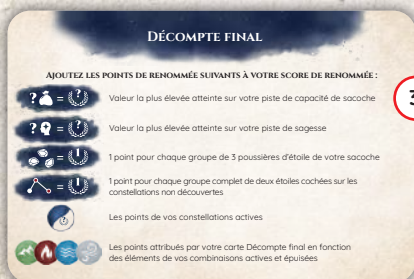 Décompte final
Ajoutez les points de renommée suivants à votre score de renommée :
? = ?
Valeur la plus élevée atteinte sur votre piste de capacité de sacoche
? = ?
Valeur la plus élevée atteinte sur votre piste de sagesse
= 1
1 point pour chaque groupe de 3 poussières d'étoile de votre sacoche
= 1
1 point pour chaque groupe complet de deux étoiles cochées sur les
constellations non découvertes
?
Les points de vos constellations actives
Les points attribués par votre carte Décompte final en fonction
des éléments de vos combinaisons actives et épuisées
3